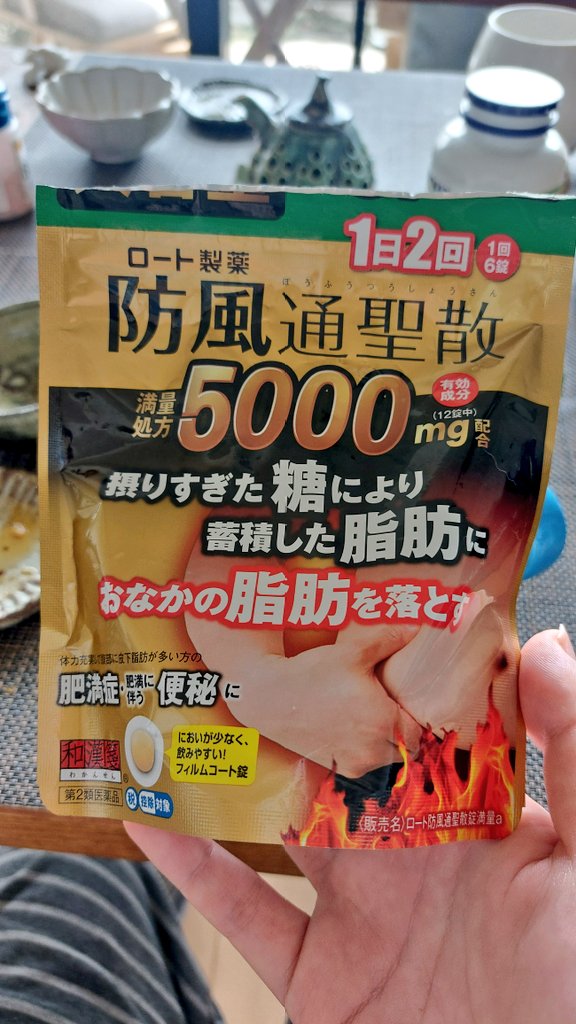 1日2回
1回
6錠
ロート製薬
ぼうふうつうしょうさん
防風通聖散
満量
処方
5000
mg
配合
有効
成分
(12錠中)
摂りすぎた糖により
蓄積した脂肪に
おなかの脂肪を落とす
体力充実して腹部に皮下脂肪が多い方の
肥満症・肥満に伴う便秘に
和漢箋
わかんせん
®
においが少なく、
飲みやすい!
フィルムコート錠
第2類医薬品
税 控除対象
〈販売名〉ロート防風通聖散錠満量a